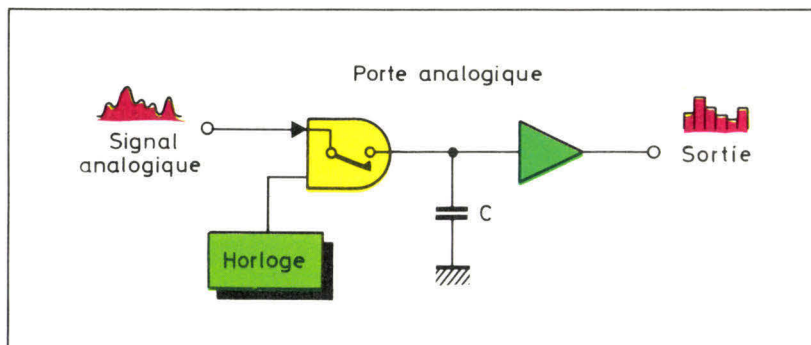 Porte analogique
Signal
analogique
Sortie
C
Horloge